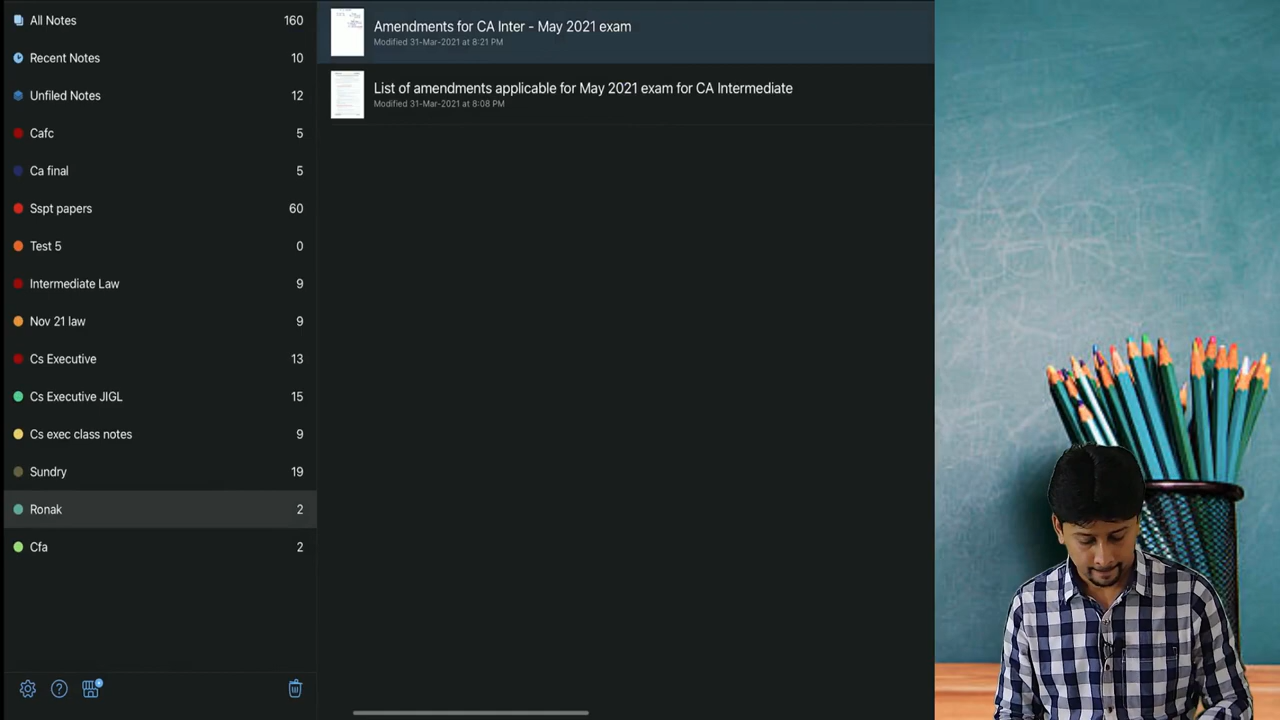 All Notes 160
Recent Notes 10
Unfiled Notes 12
Cafc 5
Ca final 5
Sspt papers 60
Test 5 0
Intermediate Law 9
Nov 21 law 9
Cs Executive 13
Cs Executive JIGL 15
Cs exec class notes 9
Sundry 19
Ronak 2
Cfa 2
Amendments for CA Inter - May 2021 exam
Modified 31-Mar-2021 at 8:21 PM
List of amendments applicable for May 2021 exam for CA Intermediate
Modified 31-Mar-2021 at 8:08 PM